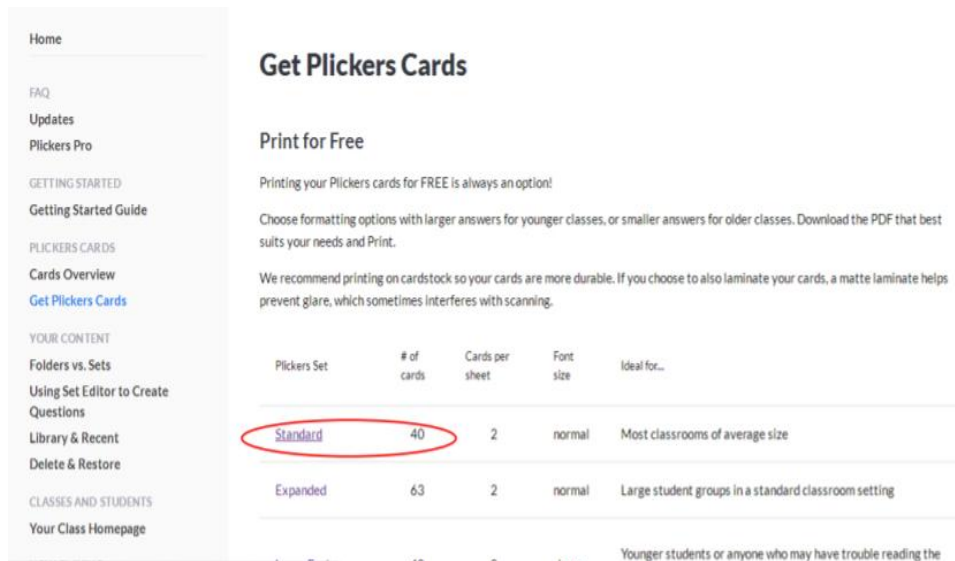 Home
FAQ
Updates
Plickers Pro
GETTING STARTED
Getting Started Guide
PLICKERS CARDS
Cards Overview
Get Plickers Cards
YOUR CONTENT
Folders vs. Sets
Using Set Editor to Create
Questions
Library & Recent
Delete & Restore
CLASSES AND STUDENTS
Your Class Homepage
Get Plickers Cards
Print for Free
Printing your Plickers cards for FREE is always an option!
Choose formatting options with larger answers for younger classes, or smaller answers for older classes. Download the PDF that best
suits your needs and Print.
We recommend printing on cardstock so your cards are more durable. If you choose to also laminate your cards, a matte laminate helps
prevent glare, which sometimes interferes with scanning.
Plickers Set # of cards Cards per sheet Font size Ideal for...
Standard 40 2 normal Most classrooms of average size
Expanded 63 2 normal Large student groups in a standard classroom setting
Younger students or anyone who may have trouble reading the